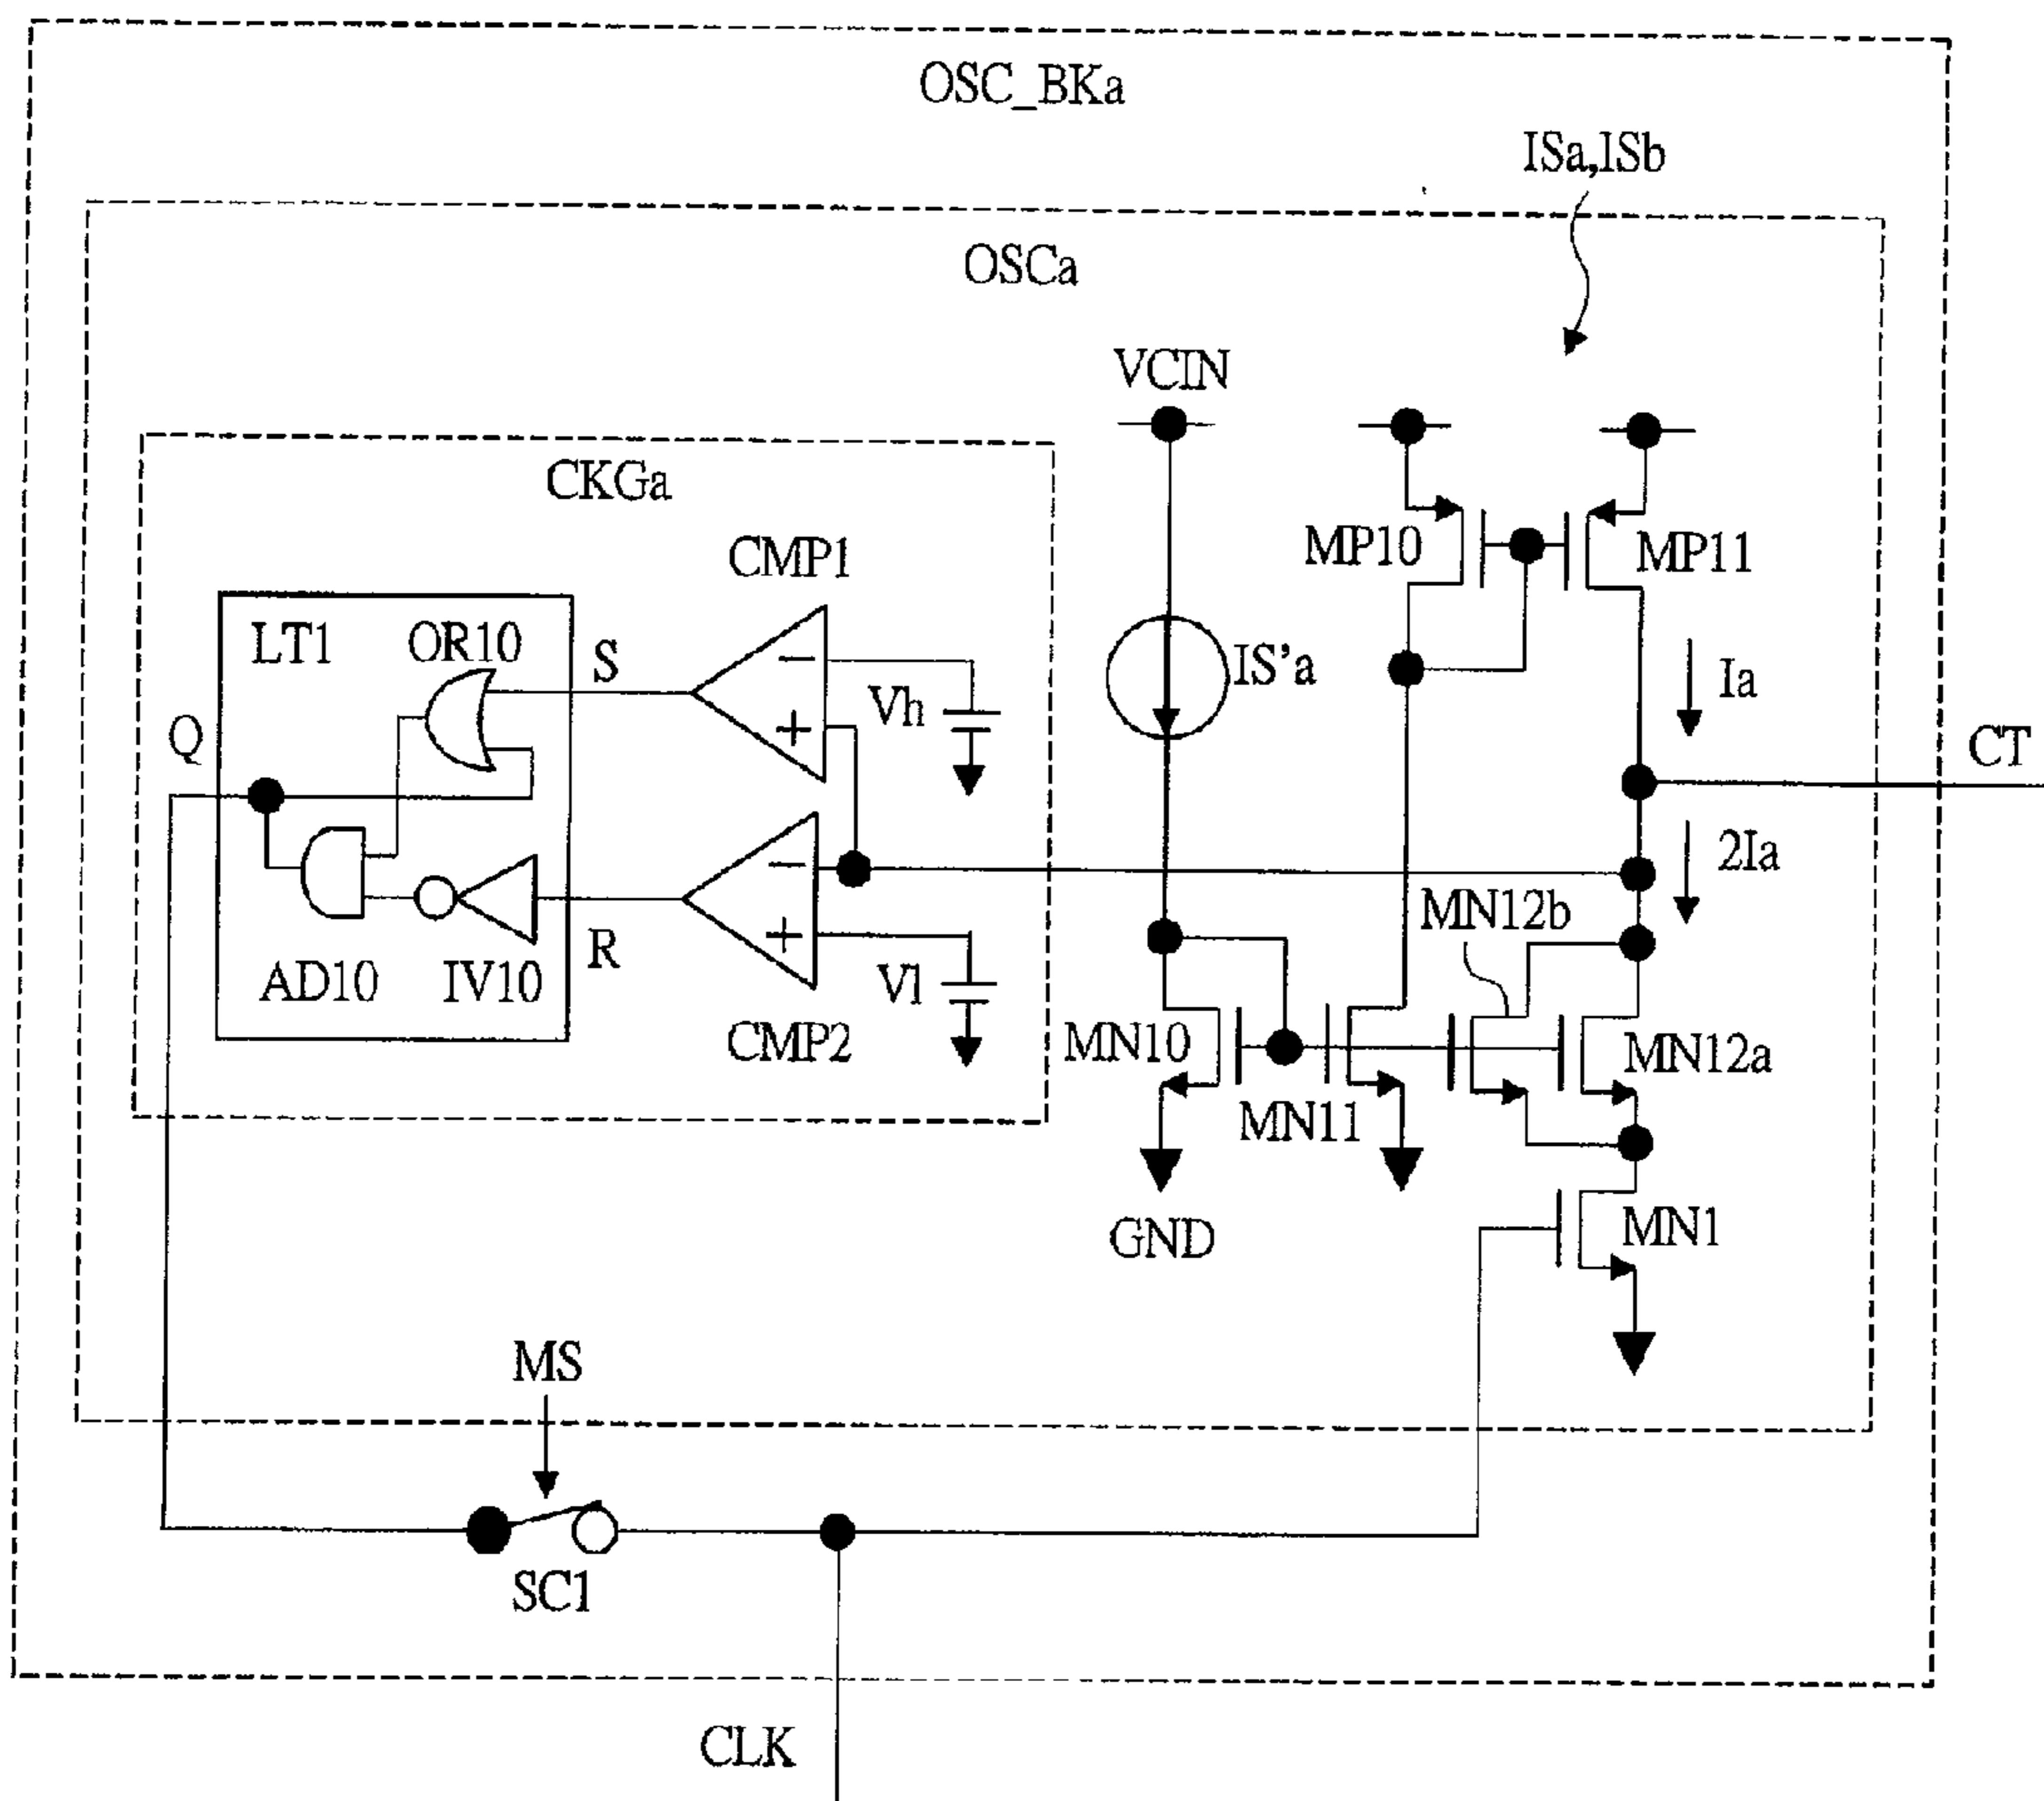 OSC_BKa
ISa,ISb
OSCa
VCIN
CKGa
CMP1
MP10
MP11
LT1
OR10
S
−
Vh
IS'a
Ia
Q
+
CT
−
2Ia
MN12b
+
R
AD10
IV10
Vl
CMP2
MN10
MN11
MN12a
GND
MN1
MS
SC1
CLK